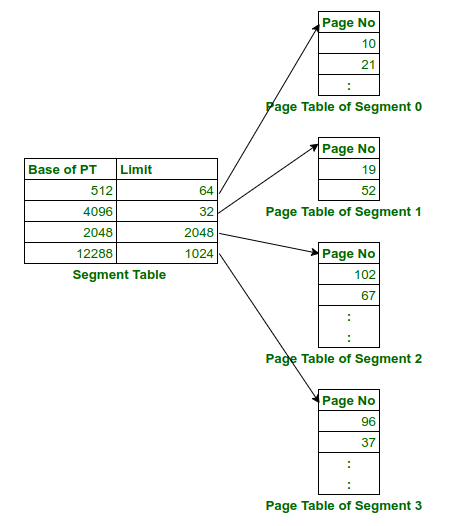 Page No
10
21
:
Page Table of Segment 0
Base of PT Limit
512 64
4096 32
2048 2048
12288 1024
Segment Table
Page No
19
52
Page Table of Segment 1
Page No
102
67
:
:
Page Table of Segment 2
Page No
96
37
:
:
Page Table of Segment 3